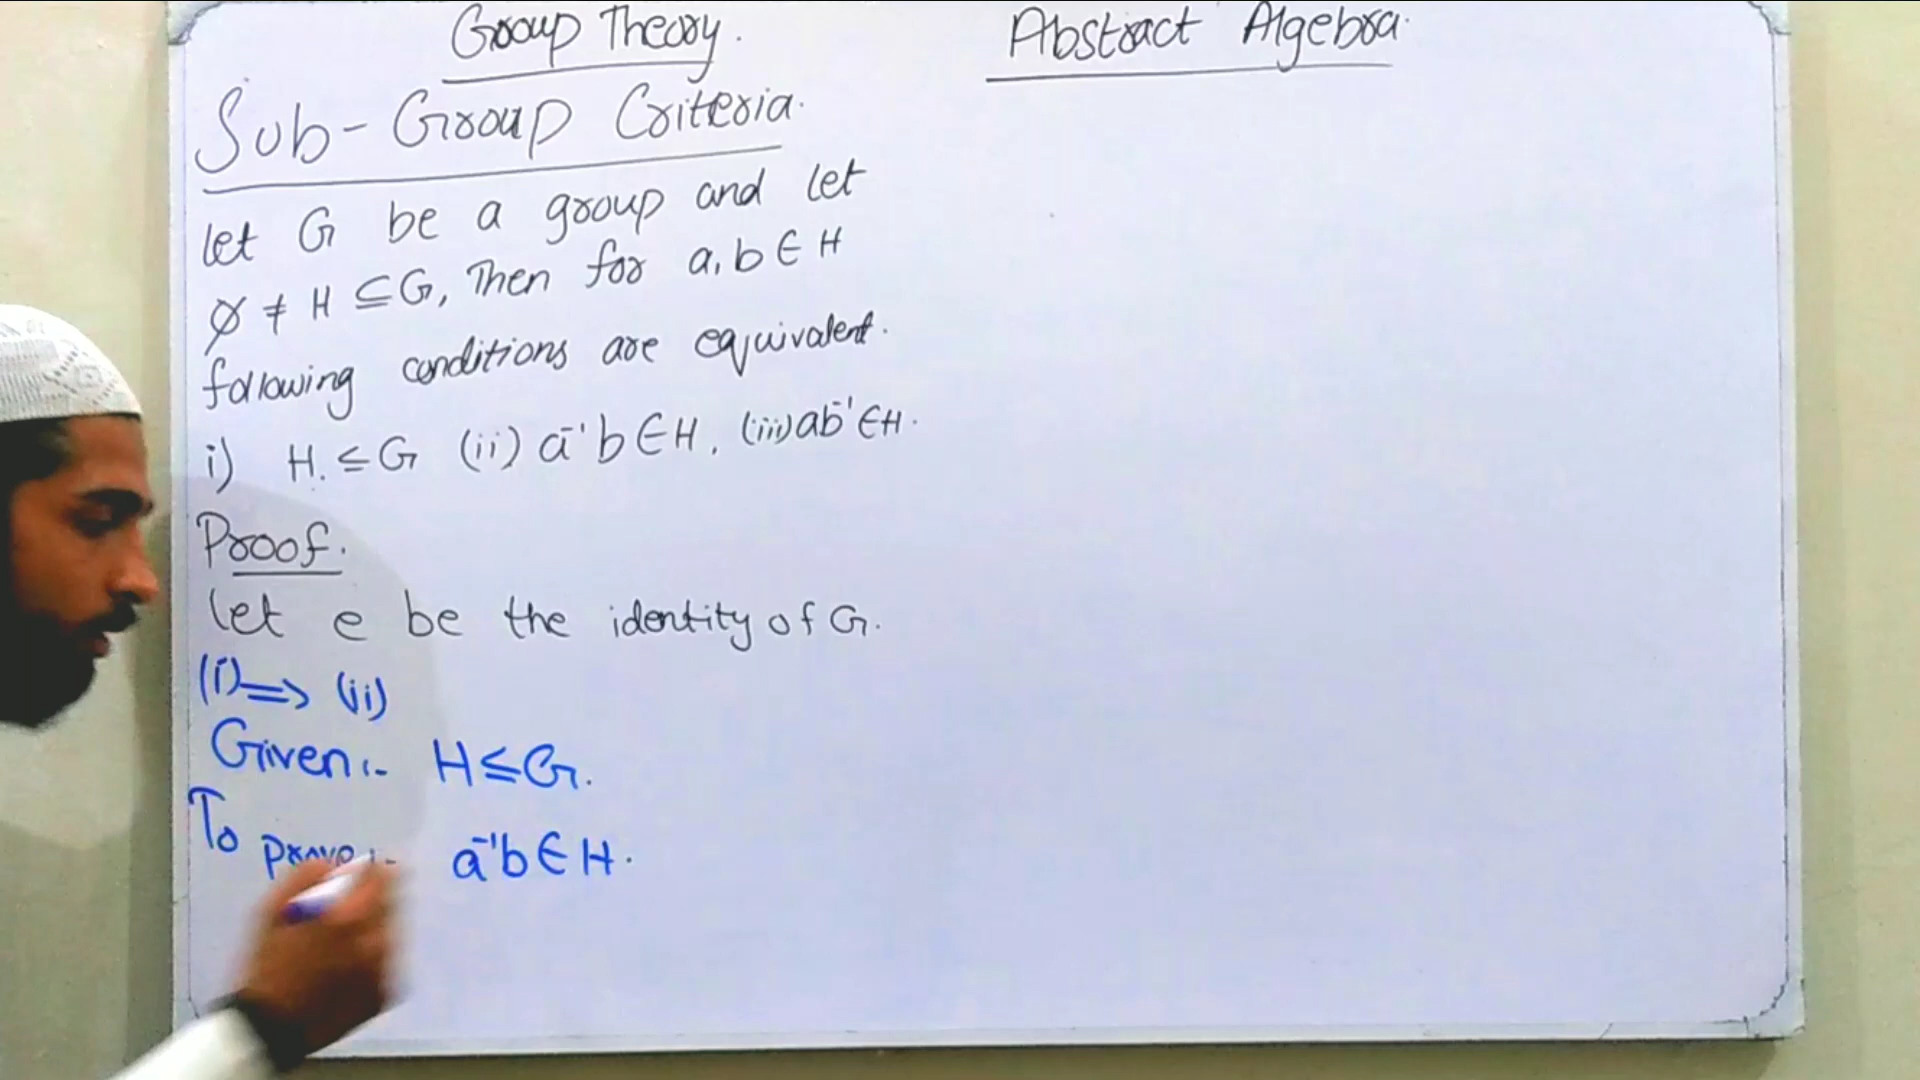 Group Theory.
Abstract Algebra.
Sub-Group Criteria.
let G be a group and let
∅ ≠ H ⊆ G, Then for a, b ∈ H
following conditions are equivalent.
i) H ≤ G (ii) a⁻¹b ∈ H, (iii) ab⁻¹ ∈ H.
Proof.
let e be the identity of G.
(i) ⟹ (ii)
Given:- H ≤ G.
To prove:- a⁻¹b ∈ H.